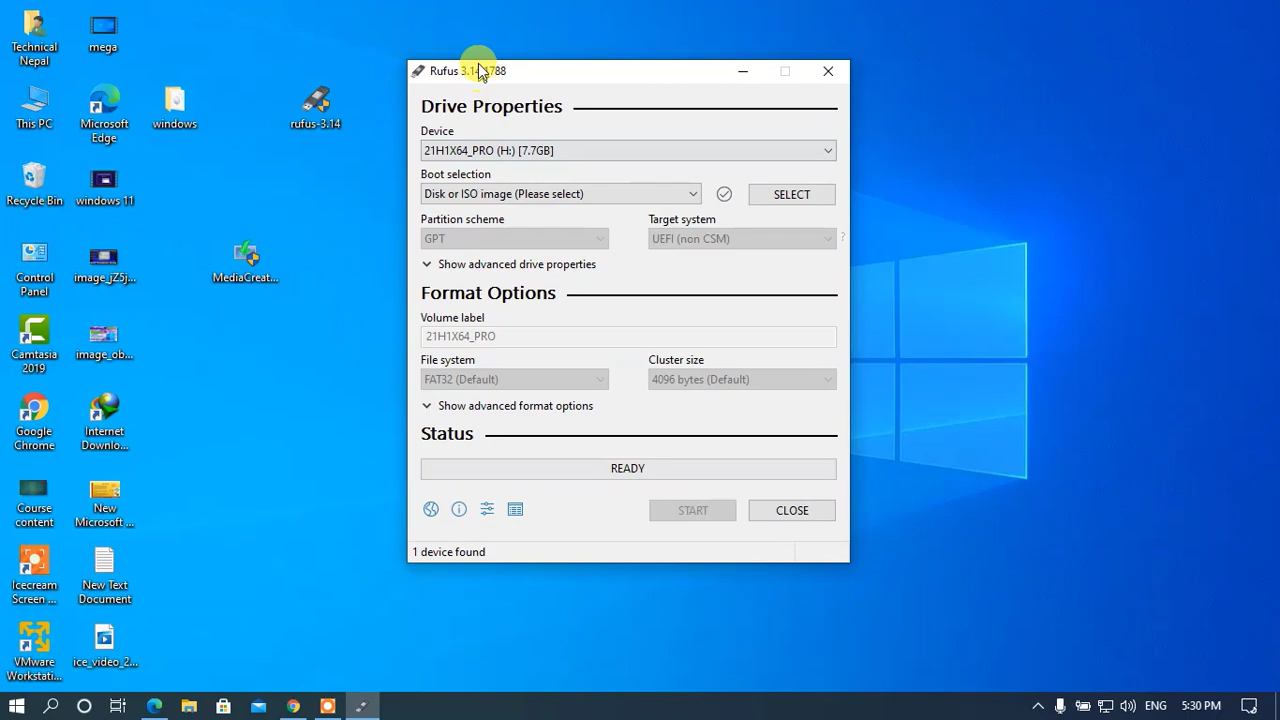 Technical
Nepal
mega
This PC
Microsoft
Edge
windows
rufus-3.14
Recycle Bin
windows 11
Control
Panel
image_jZ5j...
MediaCreat...
Camtasia
2019
image_ob...
Google
Chrome
Internet
Downlo...
Course
content
New
Microsoft ...
Icecream
Screen ...
New Text
Document
VMware
Workstati...
ice_video_2...
Rufus
Drive Properties
Device
21H1X64_PRO (H:) [7.7GB]
Boot selection
Disk or ISO image (Please select)
SELECT
Partition scheme
Target system
GPT
UEFI (non CSM)
?
Show advanced drive properties
Format Options
Volume label
21H1X64_PRO
File system
Cluster size
FAT32 (Default)
4096 bytes (Default)
Show advanced format options
Status
READY
START
CLOSE
1 device found
ENG
5:30 PM